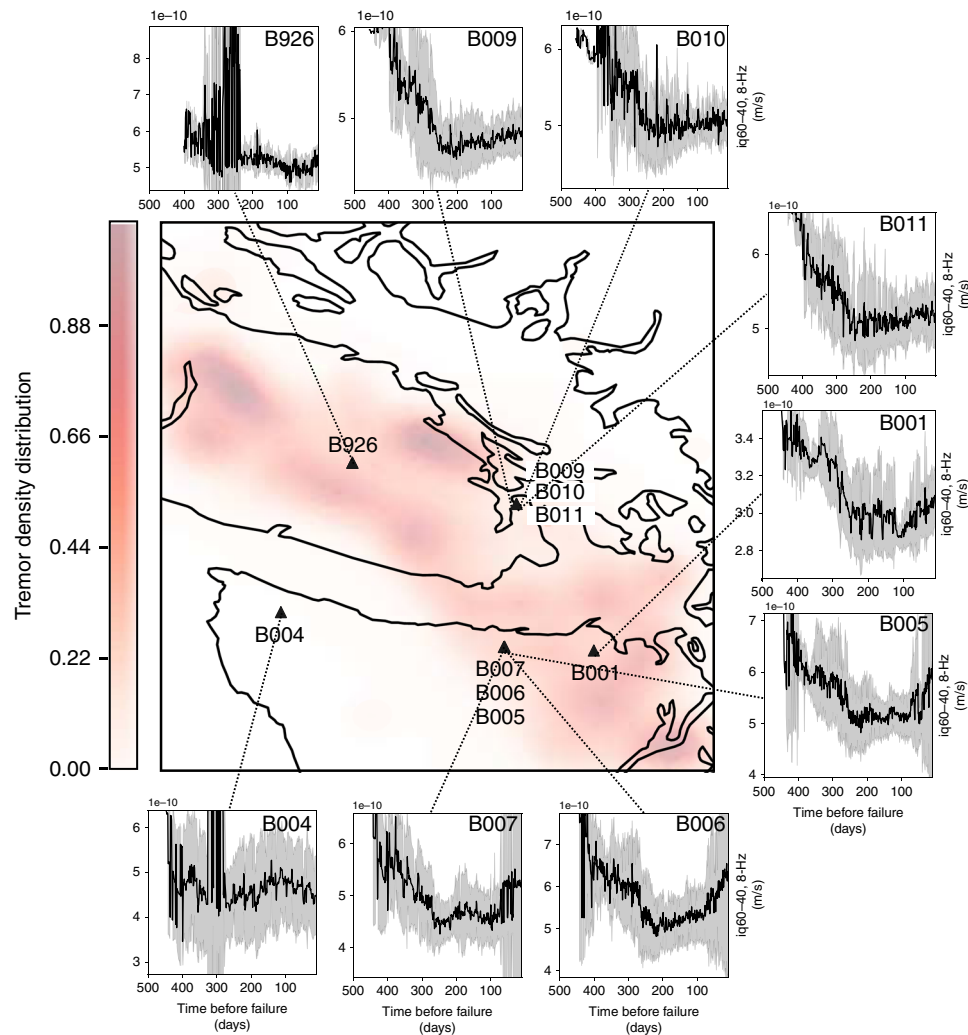 1e–10
B926
8
7
6
5
500 400 300 200 100
1e–10
B009
6
5
500 400 300 200 100
1e–10
B010
6
5
500 400 300 200 100
iq60–40, 8-Hz
(m/s)
1e–10
B011
6
5
500 400 300 200 100
iq60–40, 8-Hz
(m/s)
1e–10
B001
3.4
3.2
3.0
2.8
500 400 300 200 100
iq60–40, 8-Hz
(m/s)
1e–10
B005
7
6
5
4
500 400 300 200 100
iq60–40, 8-Hz
(m/s)
Time before failure
(days)
Tremor density distribution
0.88
0.66
0.44
0.22
0.00
B926
B009
B010
B011
B004
B007
B006
B005
B001
1e–10
B004
6
5
4
3
500 400 300 200 100
Time before failure
(days)
1e–10
B007
6
5
4
500 400 300 200 100
Time before failure
(days)
1e–10
B006
7
6
5
4
500 400 300 200 100
iq60–40, 8-Hz
(m/s)
Time before failure
(days)